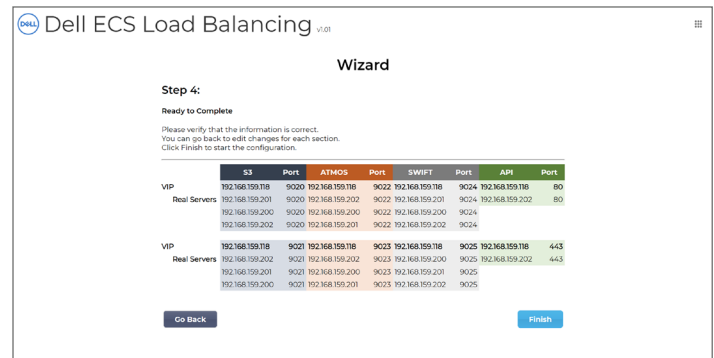 DELL Dell ECS Load Balancing v1.01
Wizard
Step 4:
Ready to Complete
Please verify that the information is correct.
You can go back to edit changes for each section.
Click Finish to start the configuration.
S3 Port ATMOS Port SWIFT Port API Port
VIP 192.168.159.118 9020 192.168.159.118 9022 192.168.159.118 9024 192.168.159.118 80
Real Servers 192.168.159.201 9020 192.168.159.202 9022 192.168.159.201 9024 192.168.159.202 80
192.168.159.200 9020 192.168.159.200 9022 192.168.159.200 9024
192.168.159.202 9020 192.168.159.201 9022 192.168.159.202 9024
VIP 192.168.159.118 9021 192.168.159.118 9023 192.168.159.118 9025 192.168.159.118 443
Real Servers 192.168.159.202 9021 192.168.159.202 9023 192.168.159.200 9025 192.168.159.202 443
192.168.159.201 9021 192.168.159.200 9023 192.168.159.201 9025
192.168.159.200 9021 192.168.159.201 9023 192.168.159.202 9025
Go Back Finish